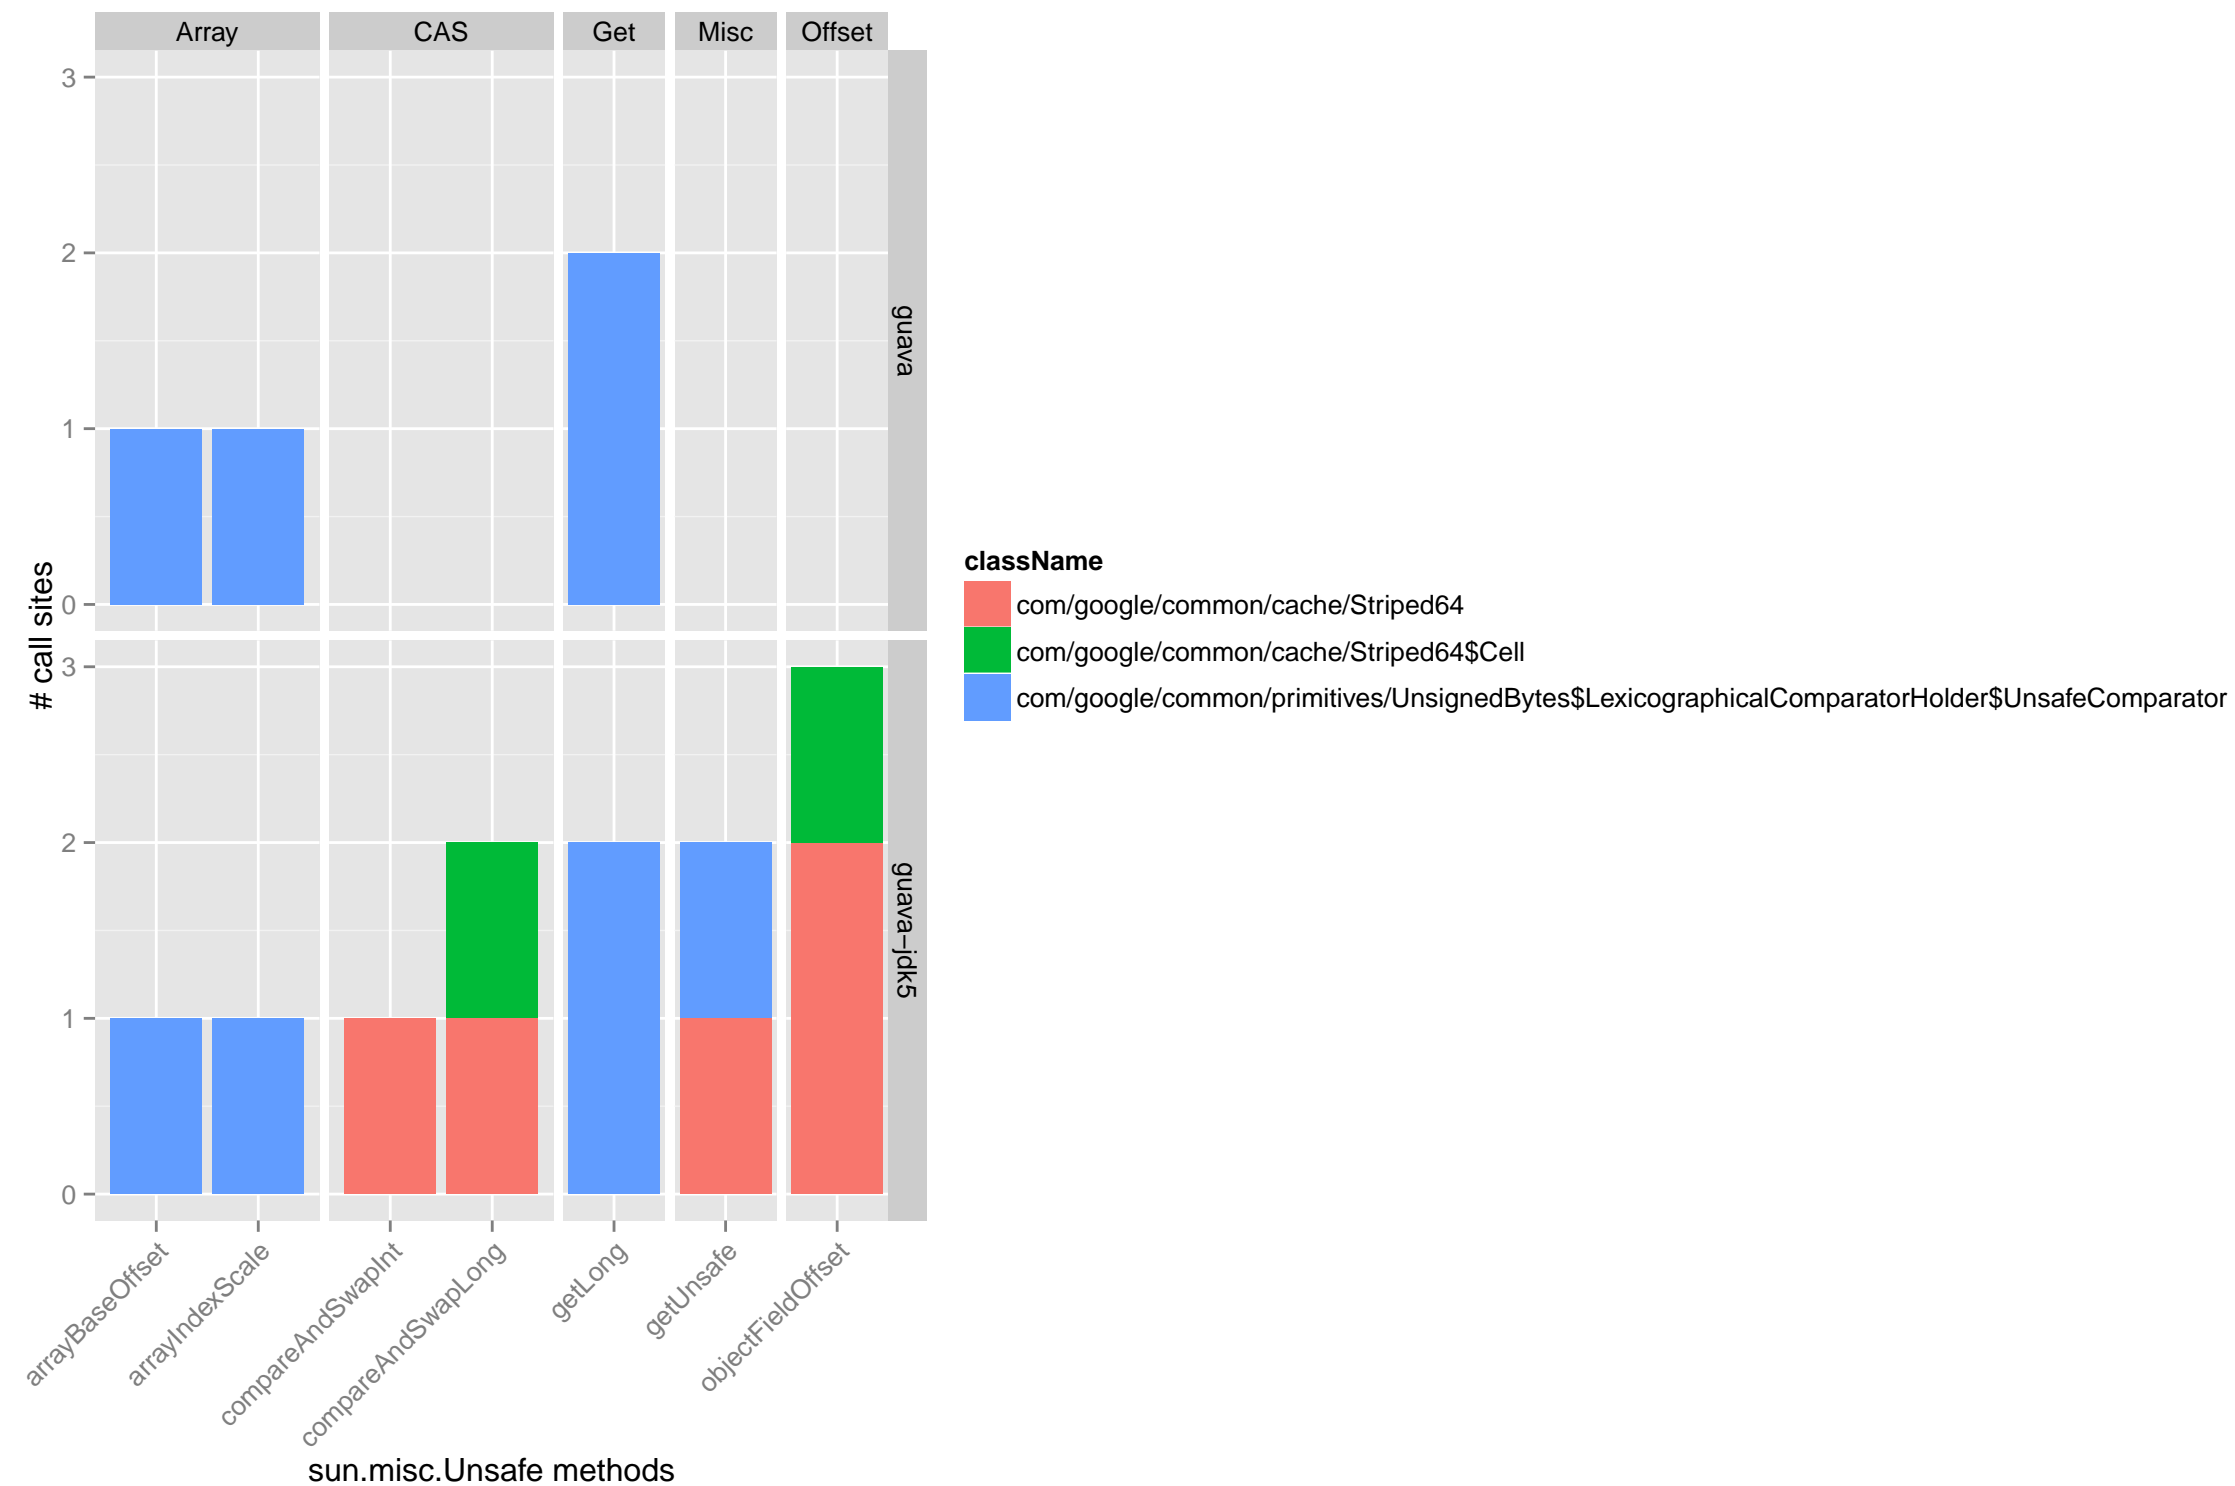 Array CAS Get Misc Offset
3
2
1
0
guava
3
2
1
0
guava−jdk5
# call sites
arrayBaseOffset
arrayIndexScale
compareAndSwapInt
compareAndSwapLong
getLong
getUnsafe
objectFieldOffset
sun.misc.Unsafe methods
className
com/google/common/cache/Striped64
com/google/common/cache/Striped64$Cell
com/google/common/primitives/UnsignedBytes$LexicographicalComparatorHolder$UnsafeComparator